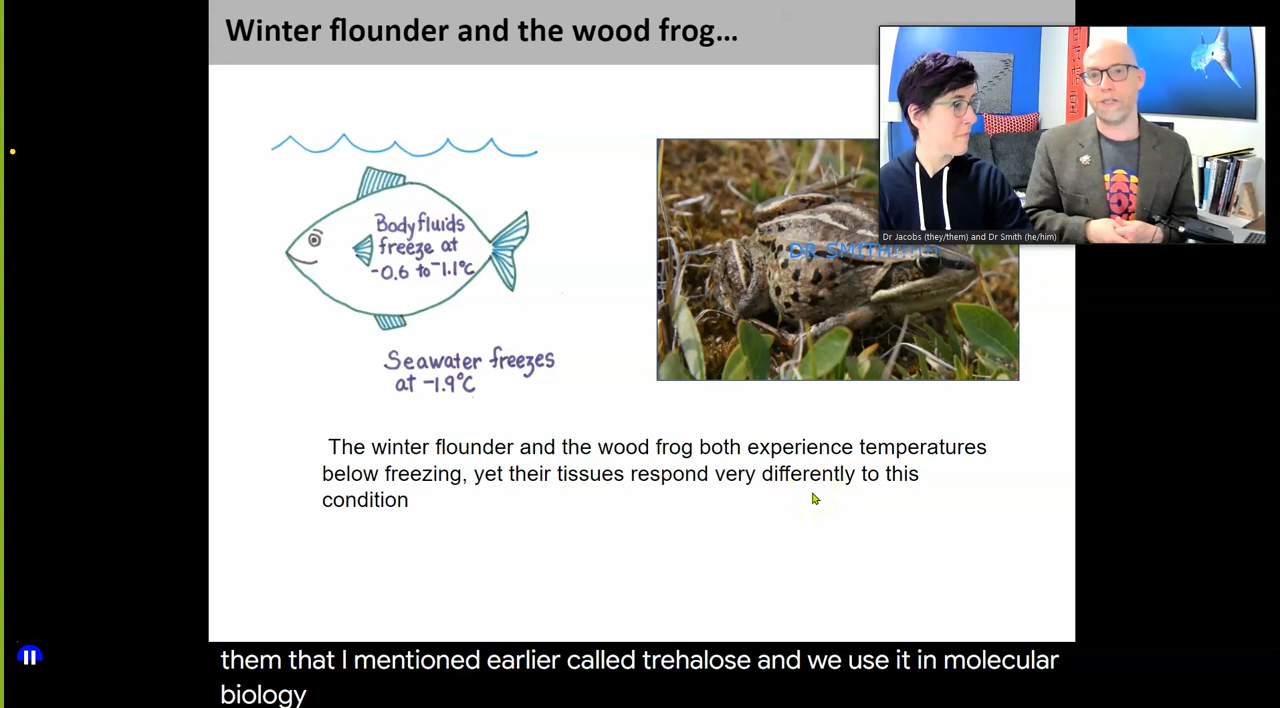 Winter flounder and the wood frog…
Body fluids
freeze at
-0.6 to -1.1°C
Seawater freezes
at -1.9°C
DR SMITH
Dr Jacobs (they/them) and Dr Smith (he/him)
The winter flounder and the wood frog both experience temperatures
below freezing, yet their tissues respond very differently to this
condition
them that I mentioned earlier called trehalose and we use it in molecular
biology